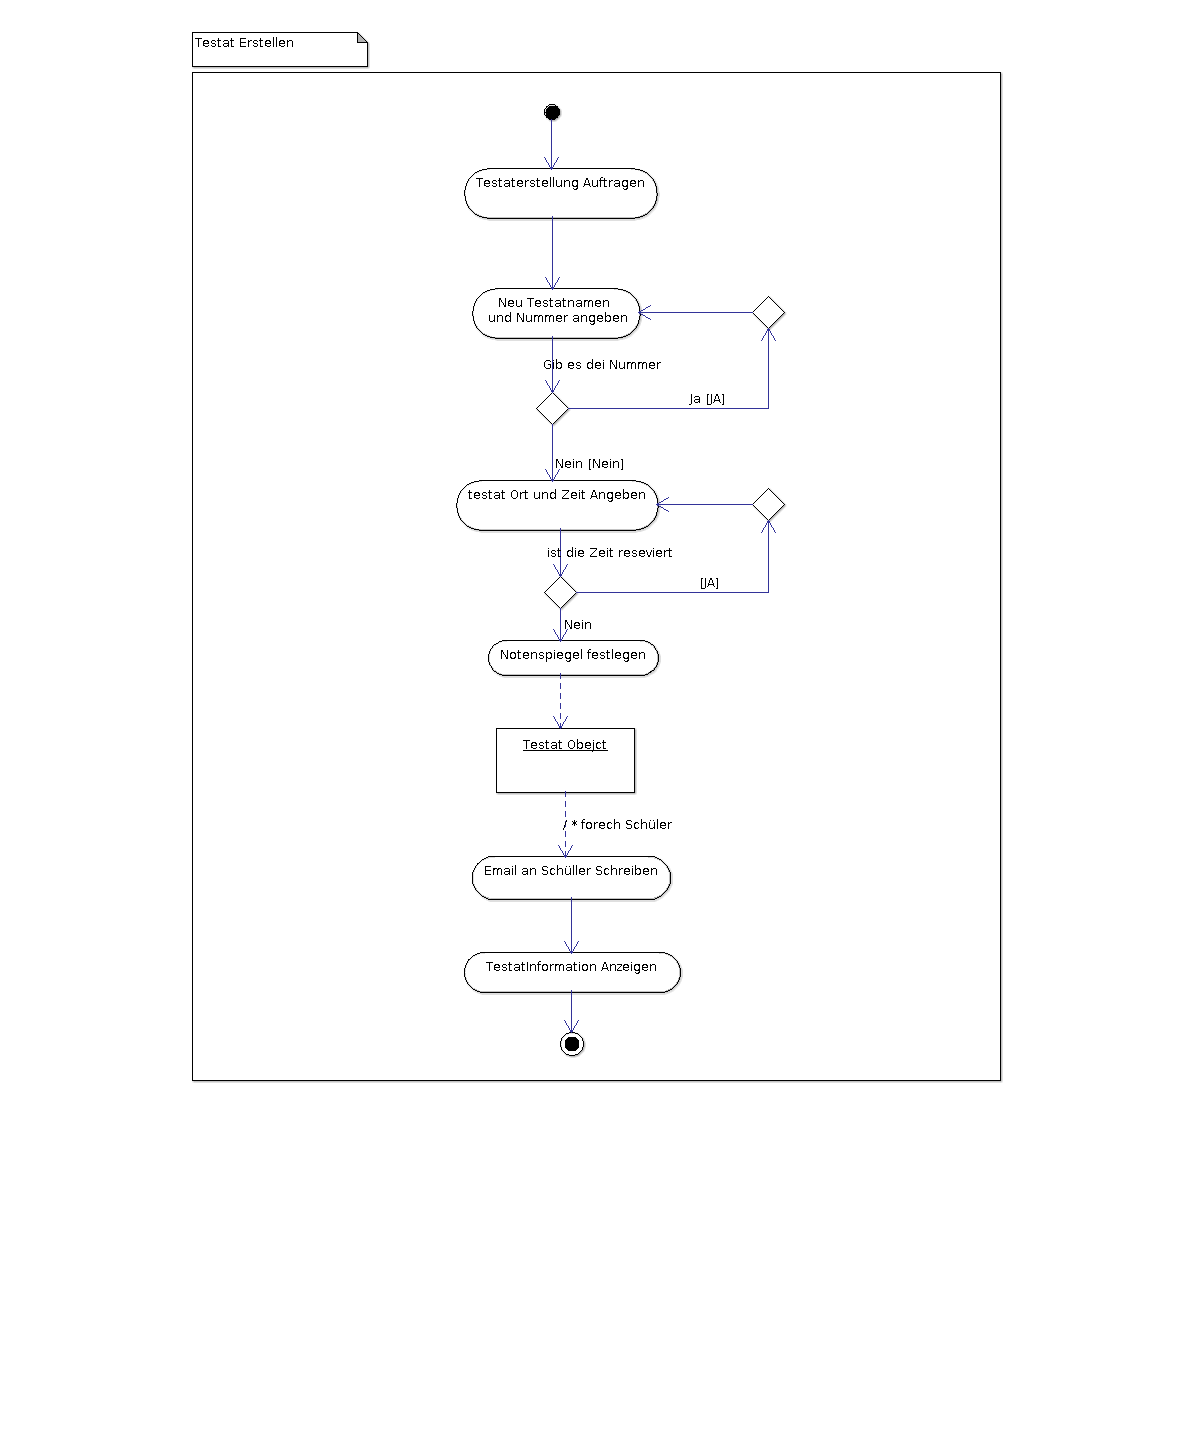 Testat Erstellen
Testaterstellung Auftragen
Neu Testatnamen
und Nummer angeben
Gib es dei Nummer
Ja [JA]
Nein [Nein]
testat Ort und Zeit Angeben
ist die Zeit reseviert
[JA]
Nein
Notenspiegel festlegen
Testat Obejct
/ * forech Schüler
Email an Schüller Schreiben
TestatInformation Anzeigen